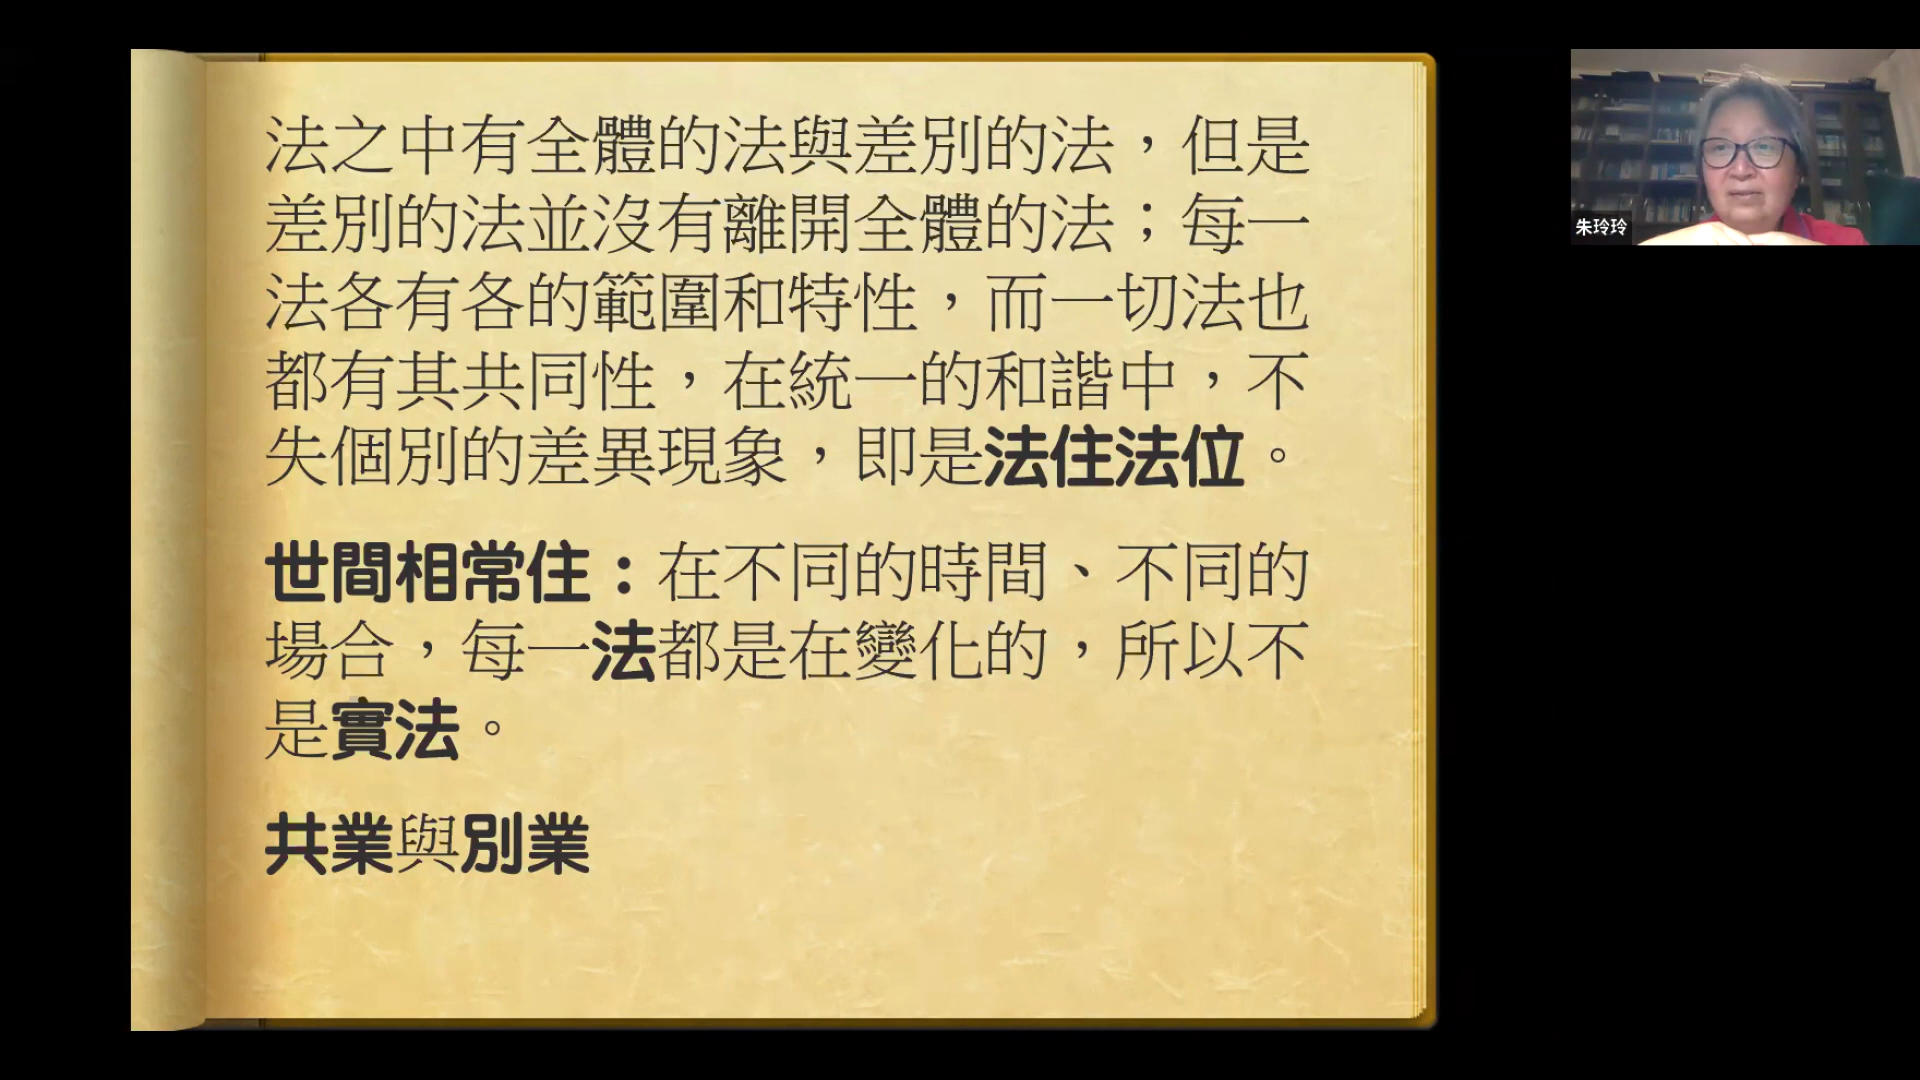 法之中有全體的法與差別的法，但是
差別的法並沒有離開全體的法；每一
法各有各的範圍和特性，而一切法也
都有其共同性，在統一的和諧中，不
失個別的差異現象，即是法住法位。
世間相常住：在不同的時間、不同的
場合，每一法都是在變化的，所以不
是實法。
共業與別業
朱玲玲